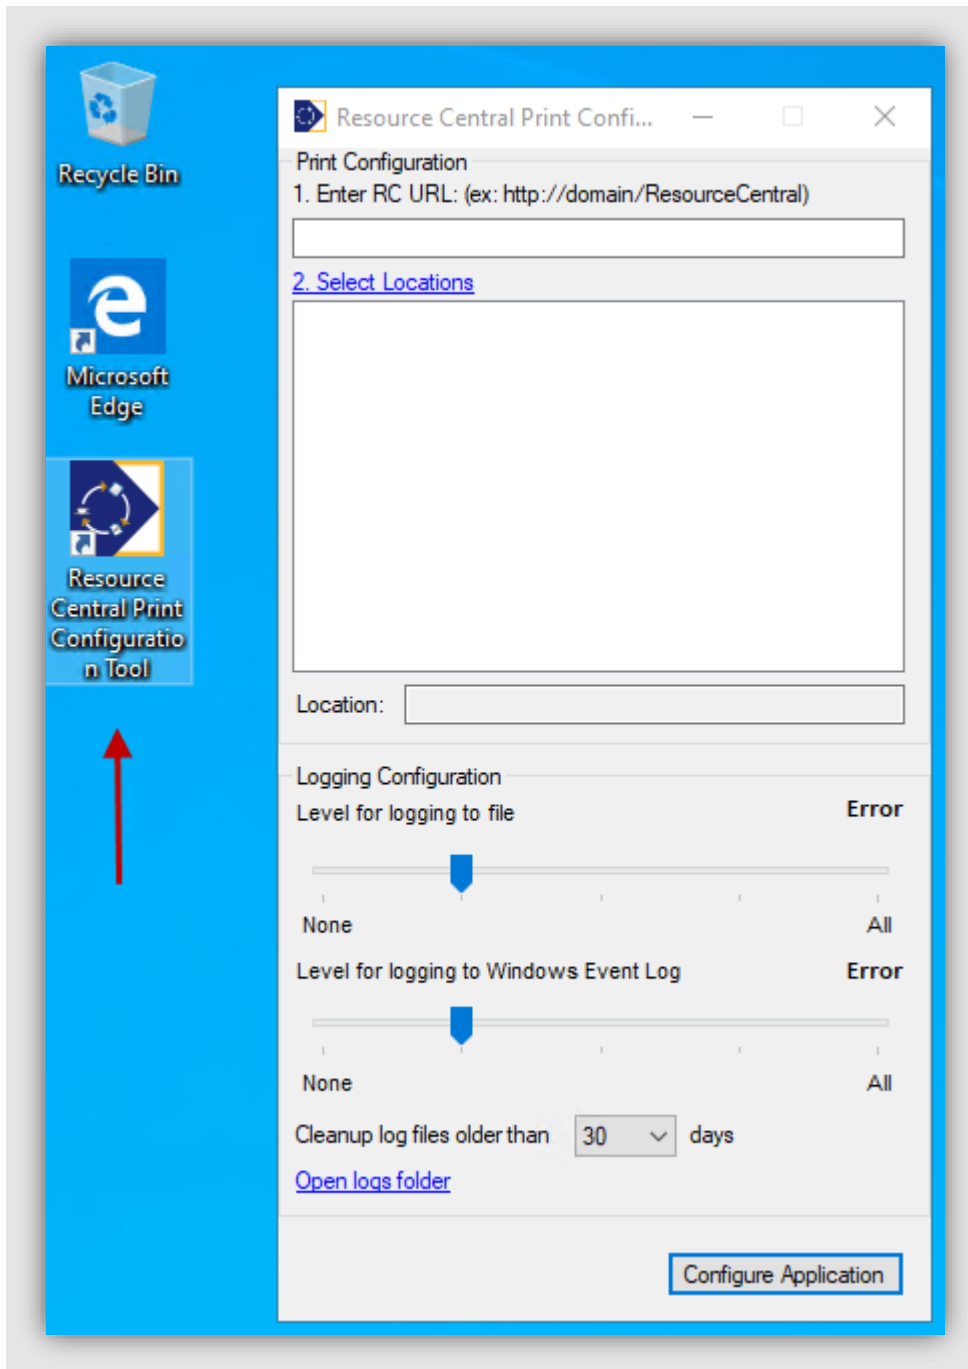 Recycle Bin
Microsoft
Edge
Resource
Central Print
Configuratio
n Tool
Resource Central Print Confi...
Print Configuration
1. Enter RC URL: (ex: http://domain/ResourceCentral)
2. Select Locations
Location:
Logging Configuration
Level for logging to file Error
None All
Level for logging to Windows Event Log Error
None All
Cleanup log files older than 30 days
Open logs folder
Configure Application